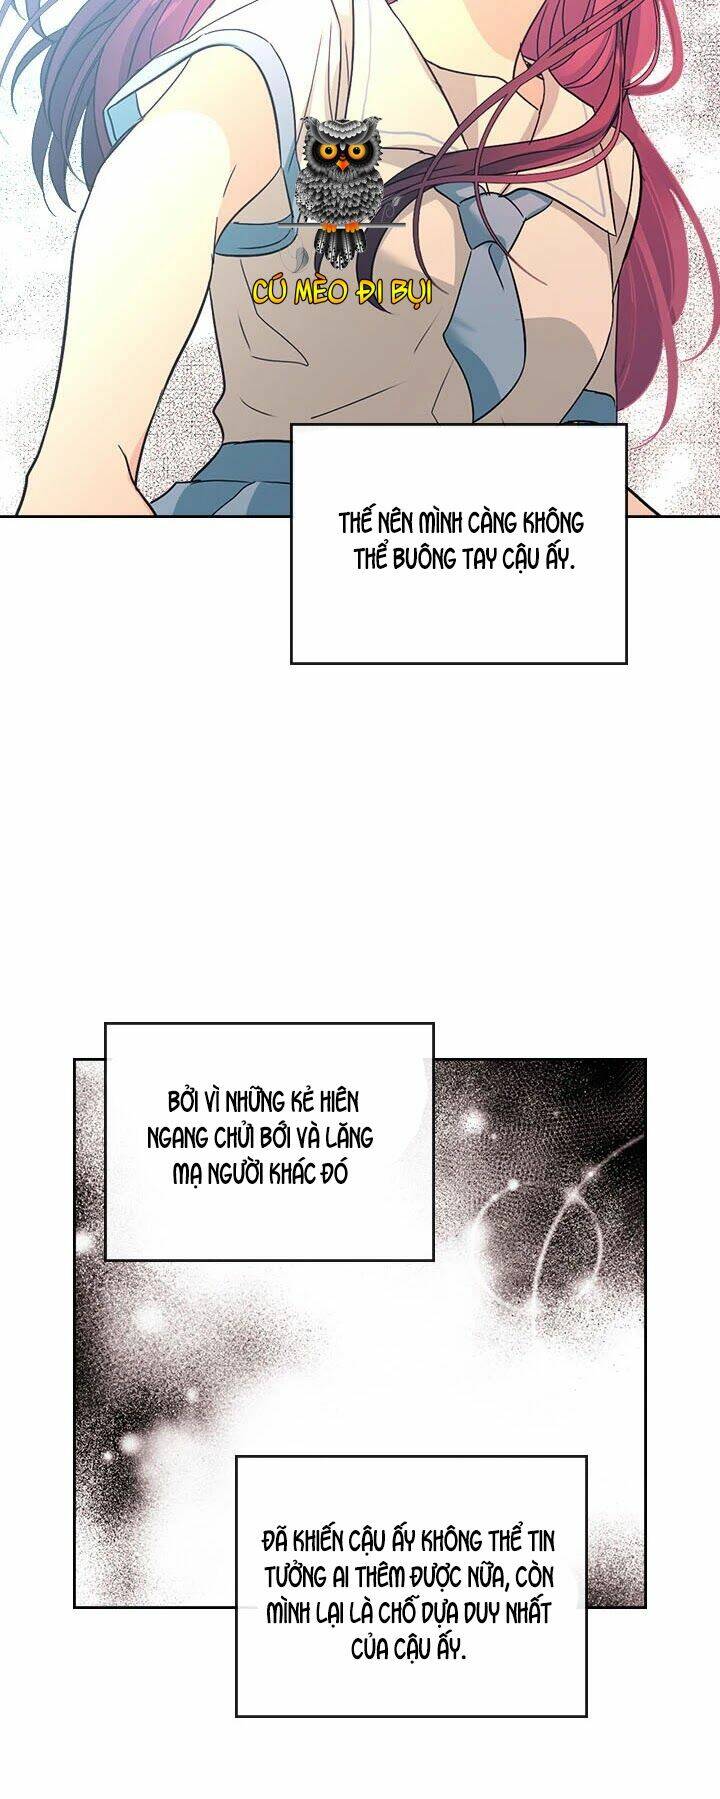 CÚ MÈO ĐI BỤI
THẾ NÊN MÌNH CÀNG KHÔNG
THỂ BUÔNG TAY CẬU ẤY.
BỞI VÌ NHỮNG KẺ HIÊN
NGANG CHỬI BỚI VÀ LĂNG
MẠ NGƯỜI KHÁC ĐÓ
ĐÃ KHIẾN CẬU ẤY KHÔNG THỂ TIN
TƯỞNG AI THÊM ĐƯỢC NỮA, CÒN
MÌNH LẠI LÀ CHỖ DỰA DUY NHẤT
CỦA CẬU ẤY.